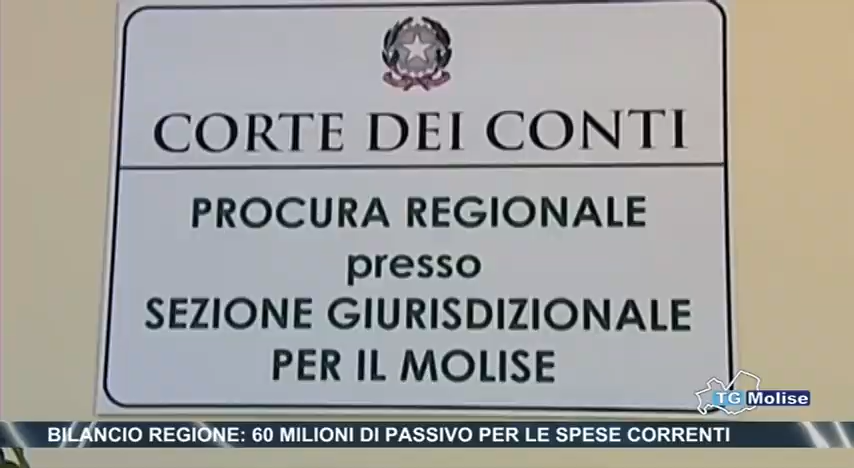 CORTE DEI CONTI
PROCURA REGIONALE
presso
SEZIONE GIURISDIZIONALE
PER IL MOLISE
TG Molise
BILANCIO REGIONE: 60 MILIONI DI PASSIVO PER LE SPESE CORRENTI